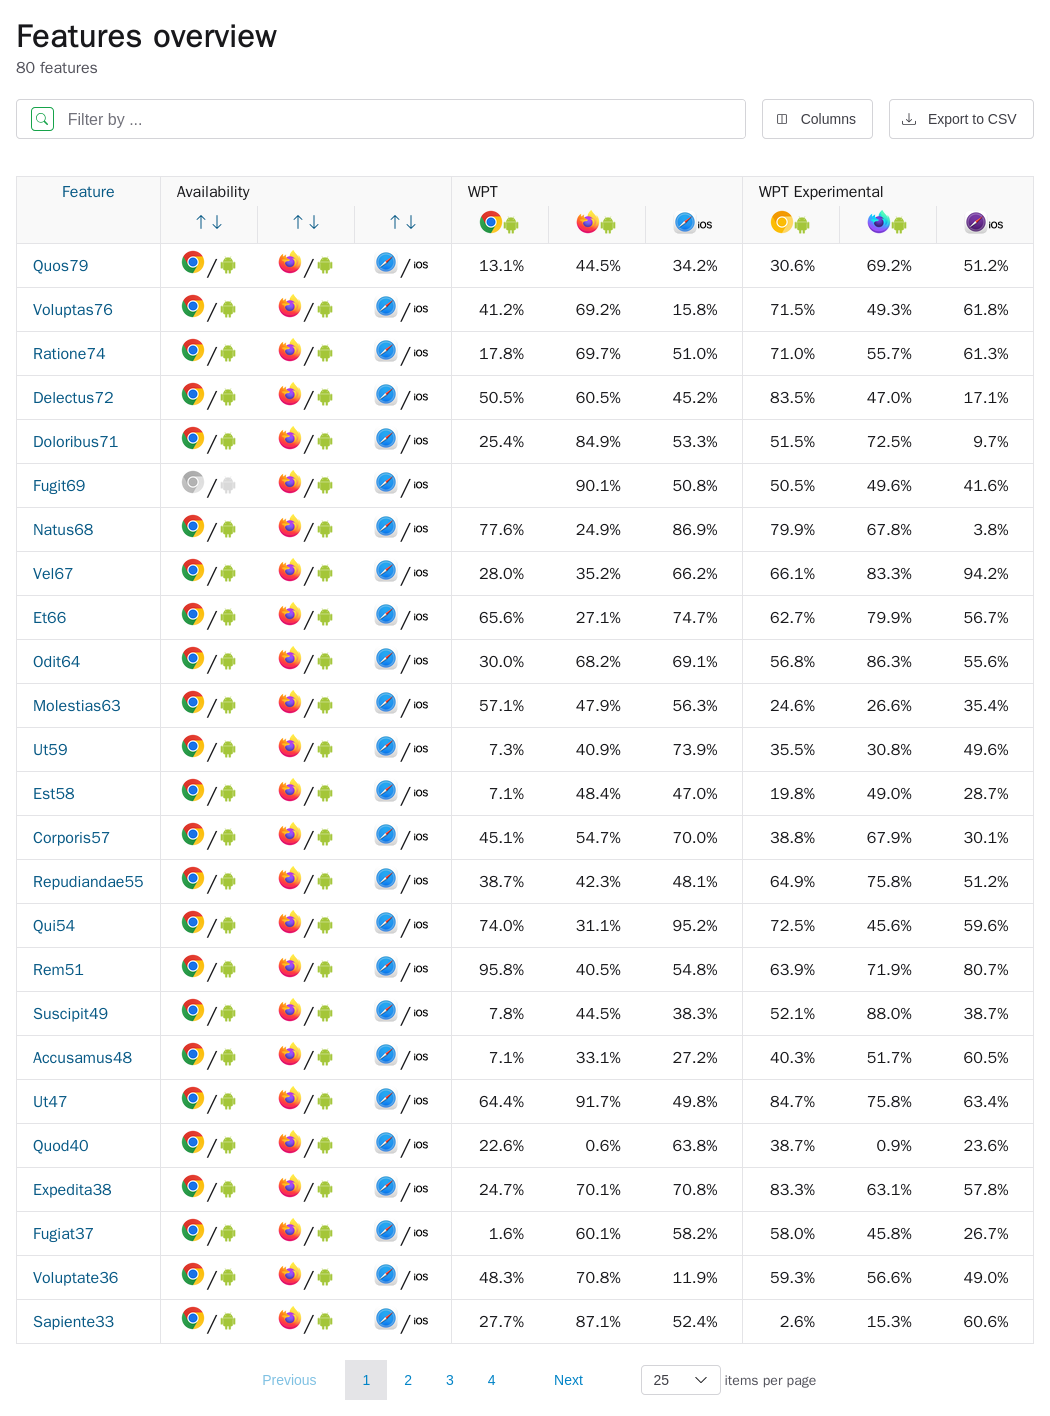 Features overview
80 features
Filter by ...
Columns
Export to CSV
Feature Availability WPT WPT Experimental
↑↓ ↑↓ ↑↓ iOS iOS
Quos79 / / / iOS 13.1% 44.5% 34.2% 30.6% 69.2% 51.2%
Voluptas76 / / / iOS 41.2% 69.2% 15.8% 71.5% 49.3% 61.8%
Ratione74 / / / iOS 17.8% 69.7% 51.0% 71.0% 55.7% 61.3%
Delectus72 / / / iOS 50.5% 60.5% 45.2% 83.5% 47.0% 17.1%
Doloribus71 / / / iOS 25.4% 84.9% 53.3% 51.5% 72.5% 9.7%
Fugit69 / / / iOS 90.1% 50.8% 50.5% 49.6% 41.6%
Natus68 / / / iOS 77.6% 24.9% 86.9% 79.9% 67.8% 3.8%
Vel67 / / / iOS 28.0% 35.2% 66.2% 66.1% 83.3% 94.2%
Et66 / / / iOS 65.6% 27.1% 74.7% 62.7% 79.9% 56.7%
Odit64 / / / iOS 30.0% 68.2% 69.1% 56.8% 86.3% 55.6%
Molestias63 / / / iOS 57.1% 47.9% 56.3% 24.6% 26.6% 35.4%
Ut59 / / / iOS 7.3% 40.9% 73.9% 35.5% 30.8% 49.6%
Est58 / / / iOS 7.1% 48.4% 47.0% 19.8% 49.0% 28.7%
Corporis57 / / / iOS 45.1% 54.7% 70.0% 38.8% 67.9% 30.1%
Repudiandae55 / / / iOS 38.7% 42.3% 48.1% 64.9% 75.8% 51.2%
Qui54 / / / iOS 74.0% 31.1% 95.2% 72.5% 45.6% 59.6%
Rem51 / / / iOS 95.8% 40.5% 54.8% 63.9% 71.9% 80.7%
Suscipit49 / / / iOS 7.8% 44.5% 38.3% 52.1% 88.0% 38.7%
Accusamus48 / / / iOS 7.1% 33.1% 27.2% 40.3% 51.7% 60.5%
Ut47 / / / iOS 64.4% 91.7% 49.8% 84.7% 75.8% 63.4%
Quod40 / / / iOS 22.6% 0.6% 63.8% 38.7% 0.9% 23.6%
Expedita38 / / / iOS 24.7% 70.1% 70.8% 83.3% 63.1% 57.8%
Fugiat37 / / / iOS 1.6% 60.1% 58.2% 58.0% 45.8% 26.7%
Voluptate36 / / / iOS 48.3% 70.8% 11.9% 59.3% 56.6% 49.0%
Sapiente33 / / / iOS 27.7% 87.1% 52.4% 2.6% 15.3% 60.6%
Previous 1 2 3 4 Next 25 items per page